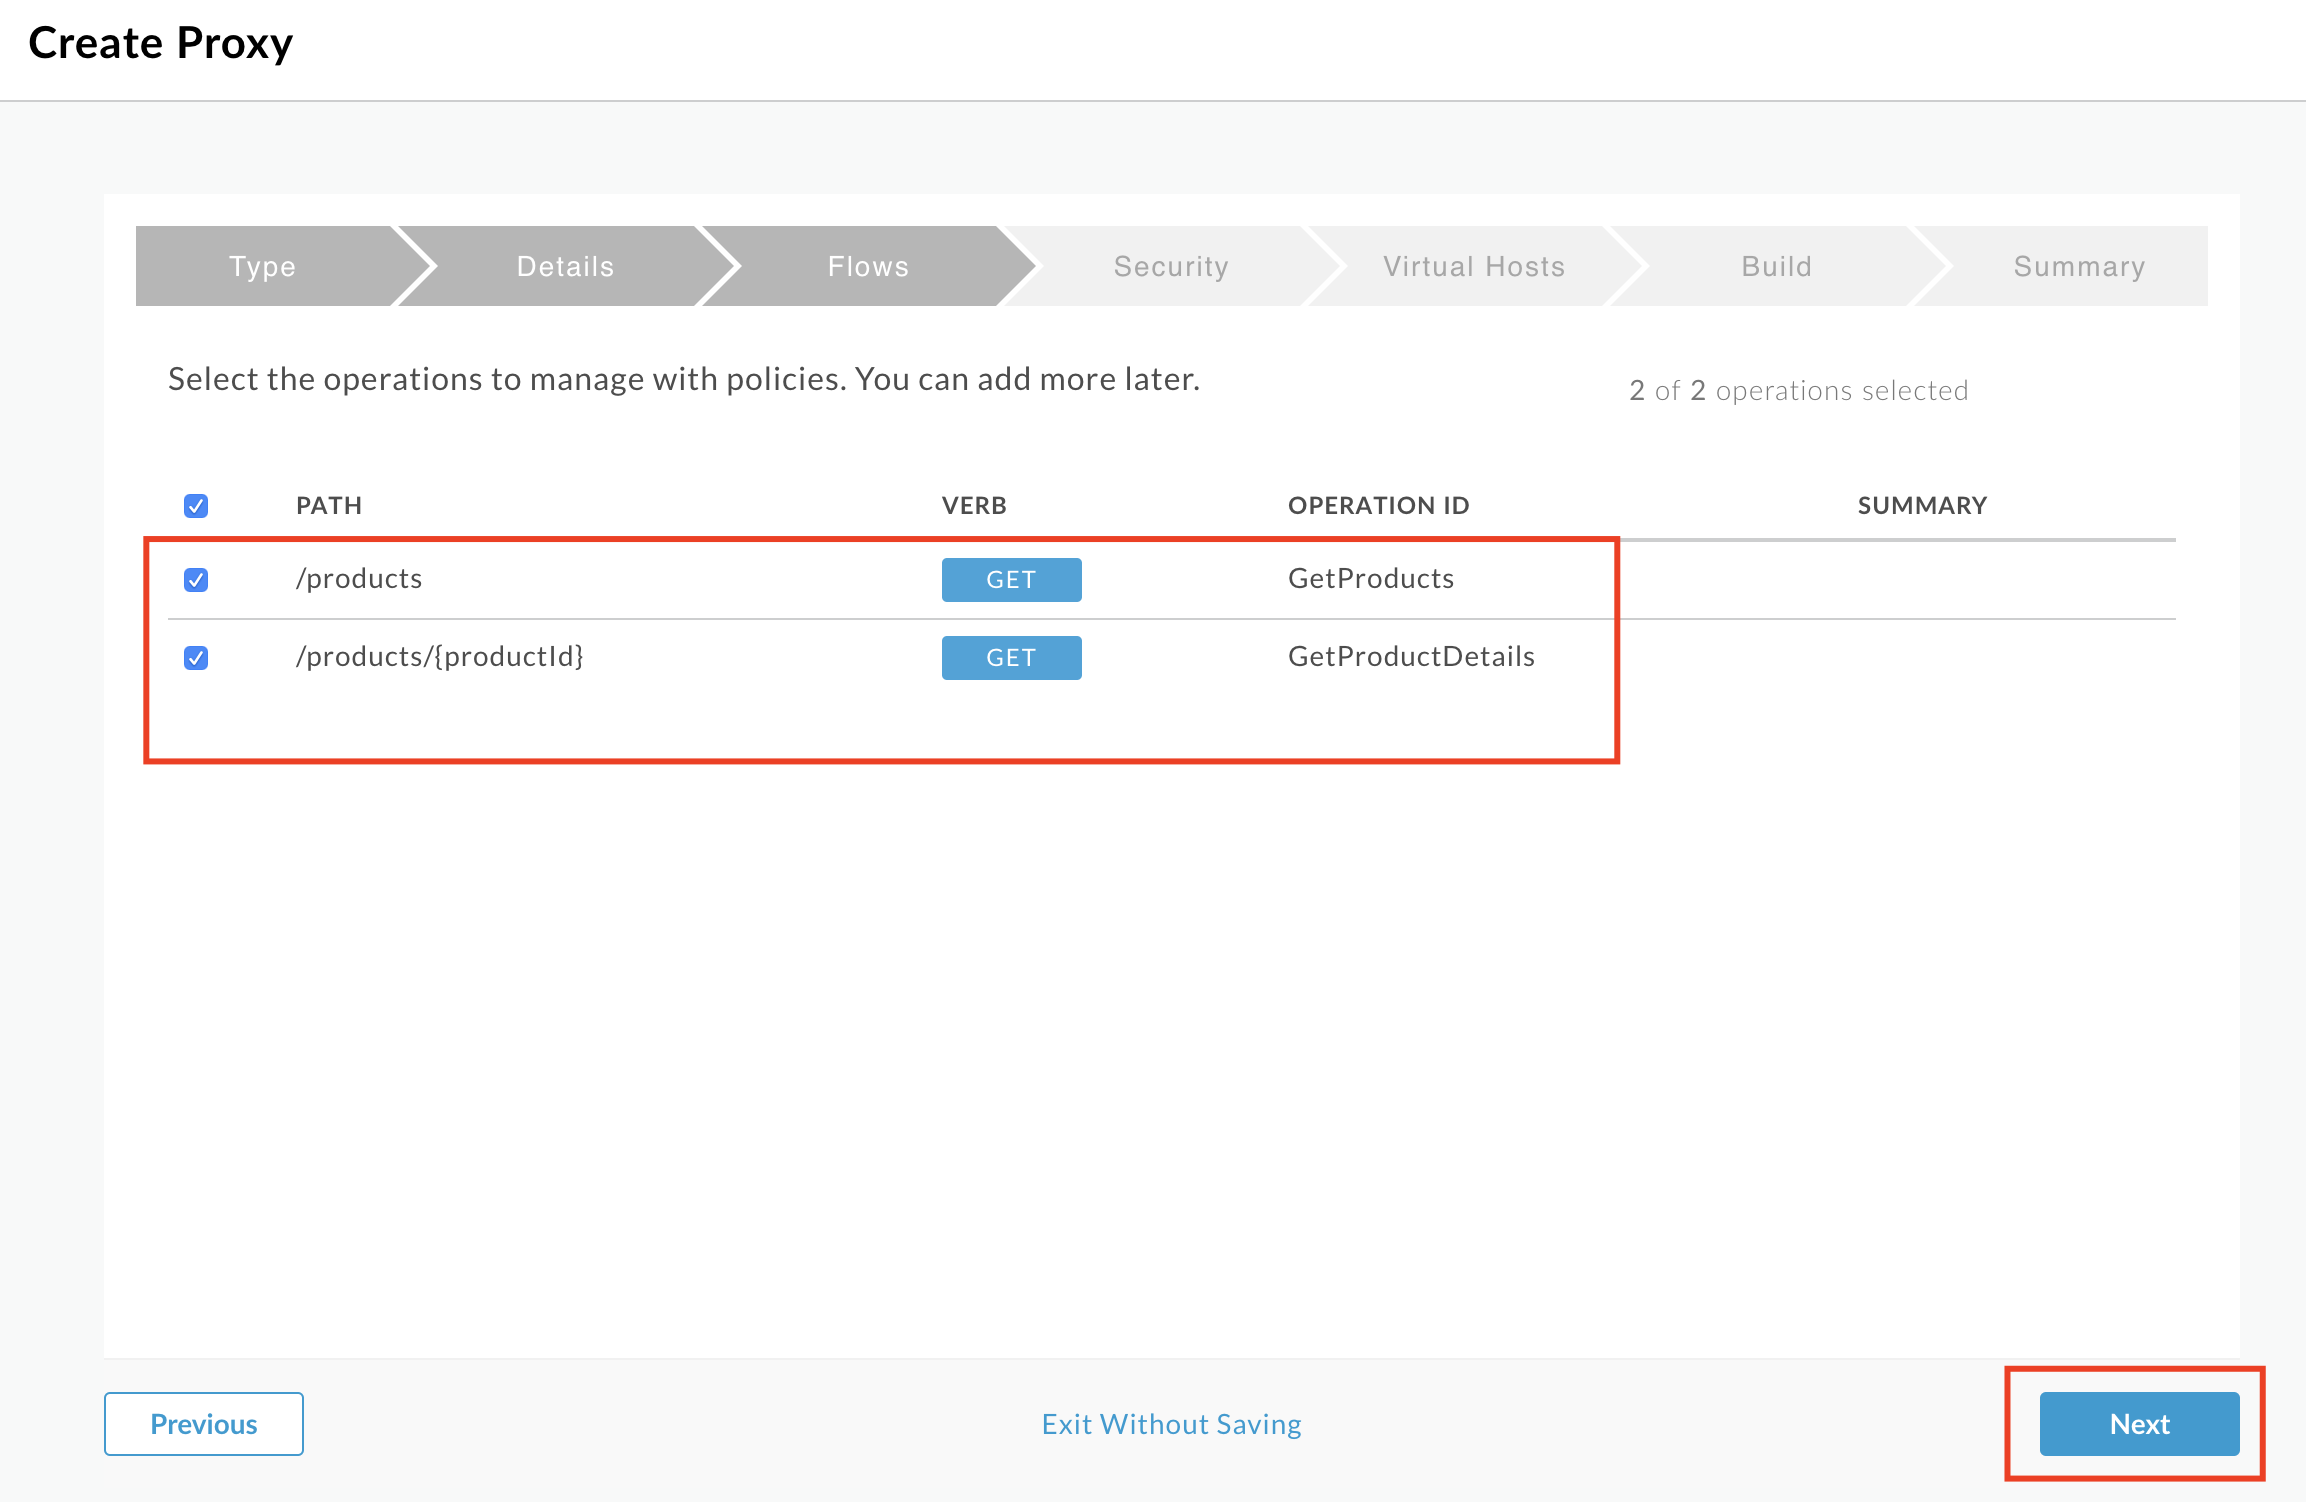 Create Proxy
Type Details Flows Security Virtual Hosts Build Summary
Select the operations to manage with policies. You can add more later.
2 of 2 operations selected
PATH VERB OPERATION ID SUMMARY
/products GET GetProducts
/products/{productId} GET GetProductDetails
Previous Exit Without Saving Next